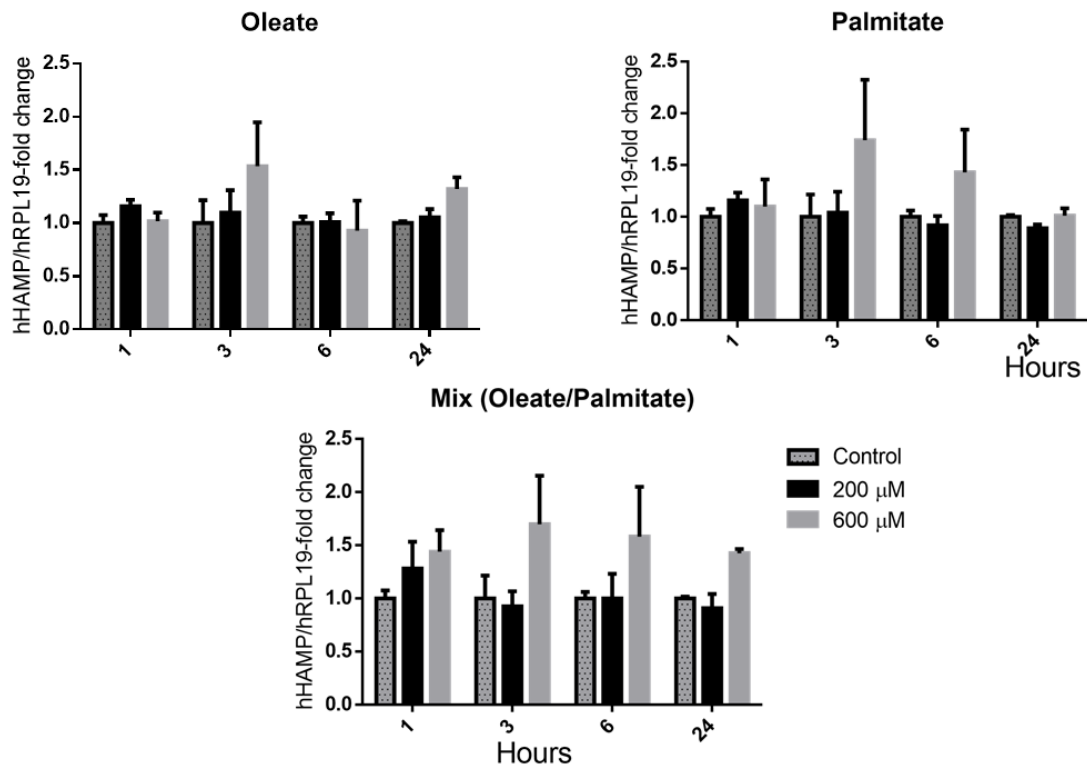 Oleate
hHAMP/hRPL19-fold change
2.5
2.0
1.5
1.0
0.5
0.0
1
3
6
24
Palmitate
hHAMP/hRPL19-fold change
2.5
2.0
1.5
1.0
0.5
0.0
1
3
6
24
Hours
Mix (Oleate/Palmitate)
hHAMP/hRPL19-fold change
2.5
2.0
1.5
1.0
0.5
0.0
1
3
6
24
Hours
Control
200 μM
600 μM